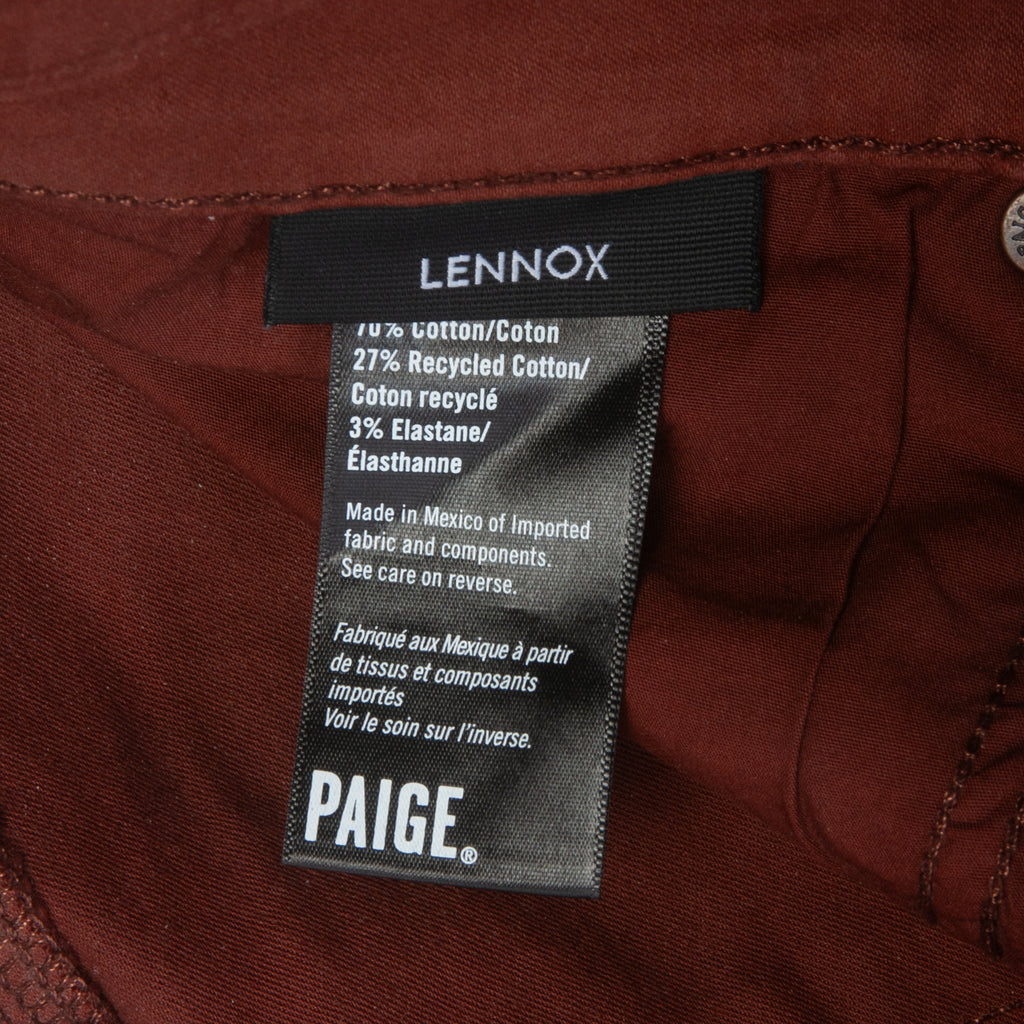 LENNOX
70% Cotton/Coton
27% Recycled Cotton/
Coton recyclé
3% Elastane/
Élasthanne
Made in Mexico of Imported
fabric and components.
See care on reverse.
Fabriqué aux Mexique à partir
de tissus et composants
importés
Voir le soin sur l'inverse.
PAIGE®